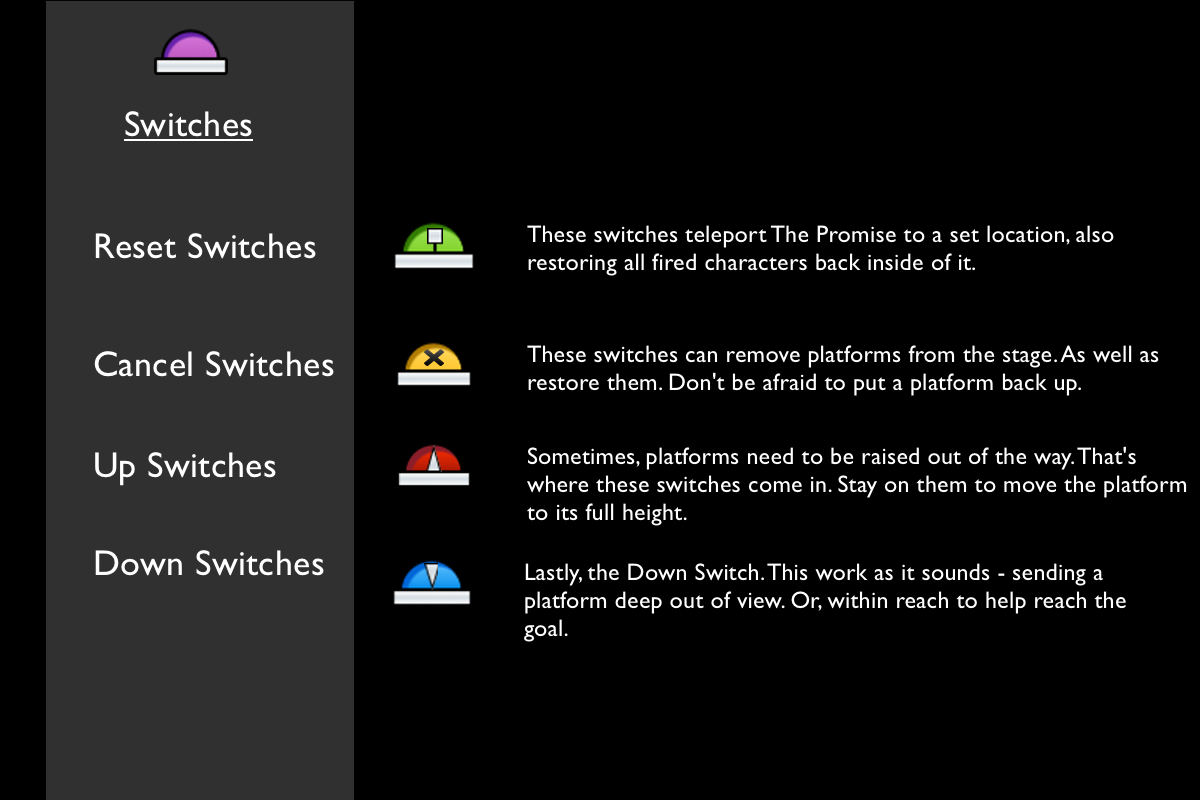 Switches
Reset Switches
These switches teleport The Promise to a set location, also
restoring all fired characters back inside of it.
Cancel Switches
These switches can remove platforms from the stage. As well as
restore them. Don't be afraid to put a platform back up.
Up Switches
Sometimes, platforms need to be raised out of the way. That's
where these switches come in. Stay on them to move the platform
to its full height.
Down Switches
Lastly, the Down Switch. This work as it sounds - sending a
platform deep out of view. Or, within reach to help reach the
goal.